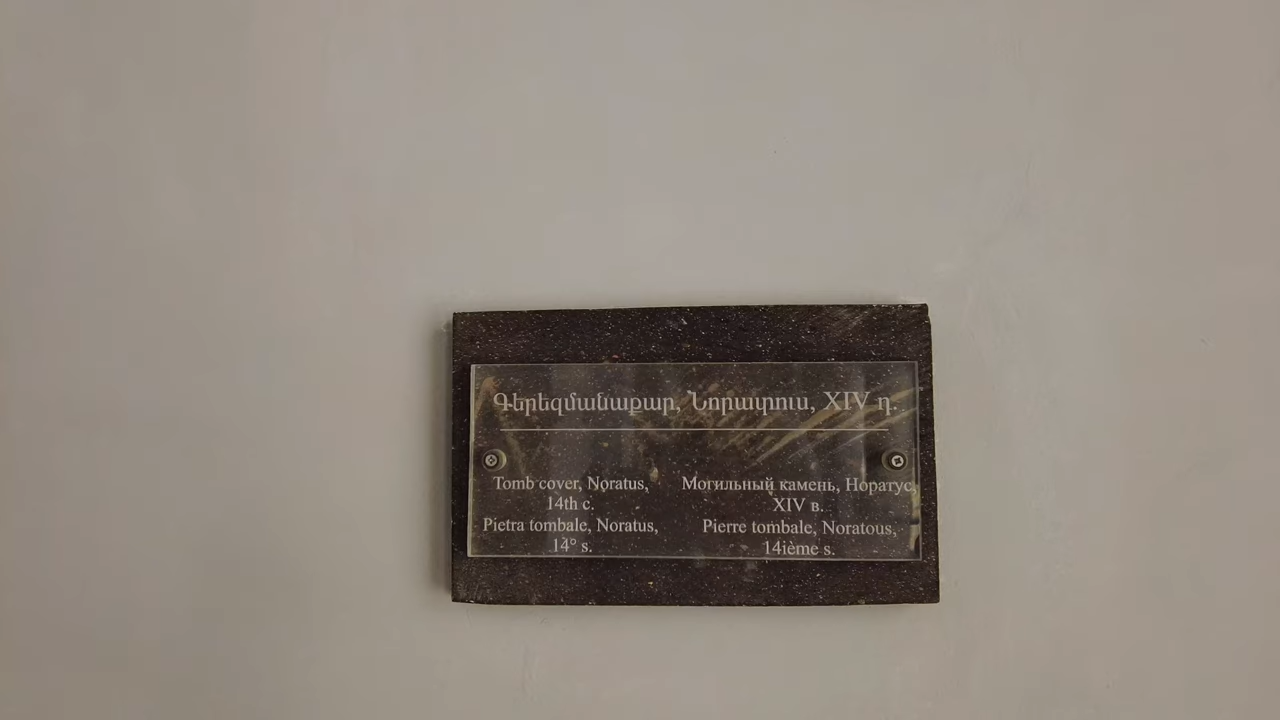 Գերեզմանաքար, Նորատուս, XIV դ.
Tomb cover, Noratus,
14th c.
Pietra tombale, Noratus,
14° s.
Могильный камень, Норатус,
XIV в.
Pierre tombale, Noratous,
14ième s.